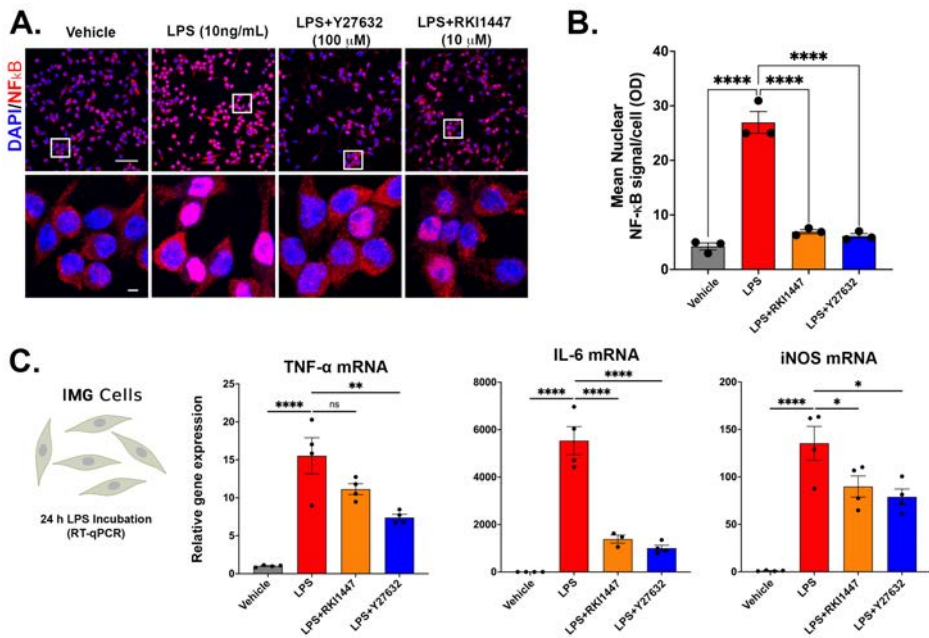 A.
Vehicle
LPS (10ng/mL)
LPS+Y27632
(100 μM)
LPS+RKI1447
(10 μM)
DAPI/NFκB
B.
Mean Nuclear
NF-κB signal/cell (OD)
40
30
20
10
0
****
**** ****
Vehicle
LPS
LPS+RKI1447
LPS+Y27632
C.
IMG Cells
24 h LPS Incubation
(RT-qPCR)
TNF-α mRNA
Relative gene expression
25
20
15
10
5
0
**
**** ns
Vehicle
LPS
LPS+RKI1447
LPS+Y27632
IL-6 mRNA
8000
6000
4000
2000
0
****
**** ****
Vehicle
LPS
LPS+RKI1447
LPS+Y27632
iNOS mRNA
200
150
100
50
0
*
**** *
Vehicle
LPS
LPS+RKI1447
LPS+Y27632